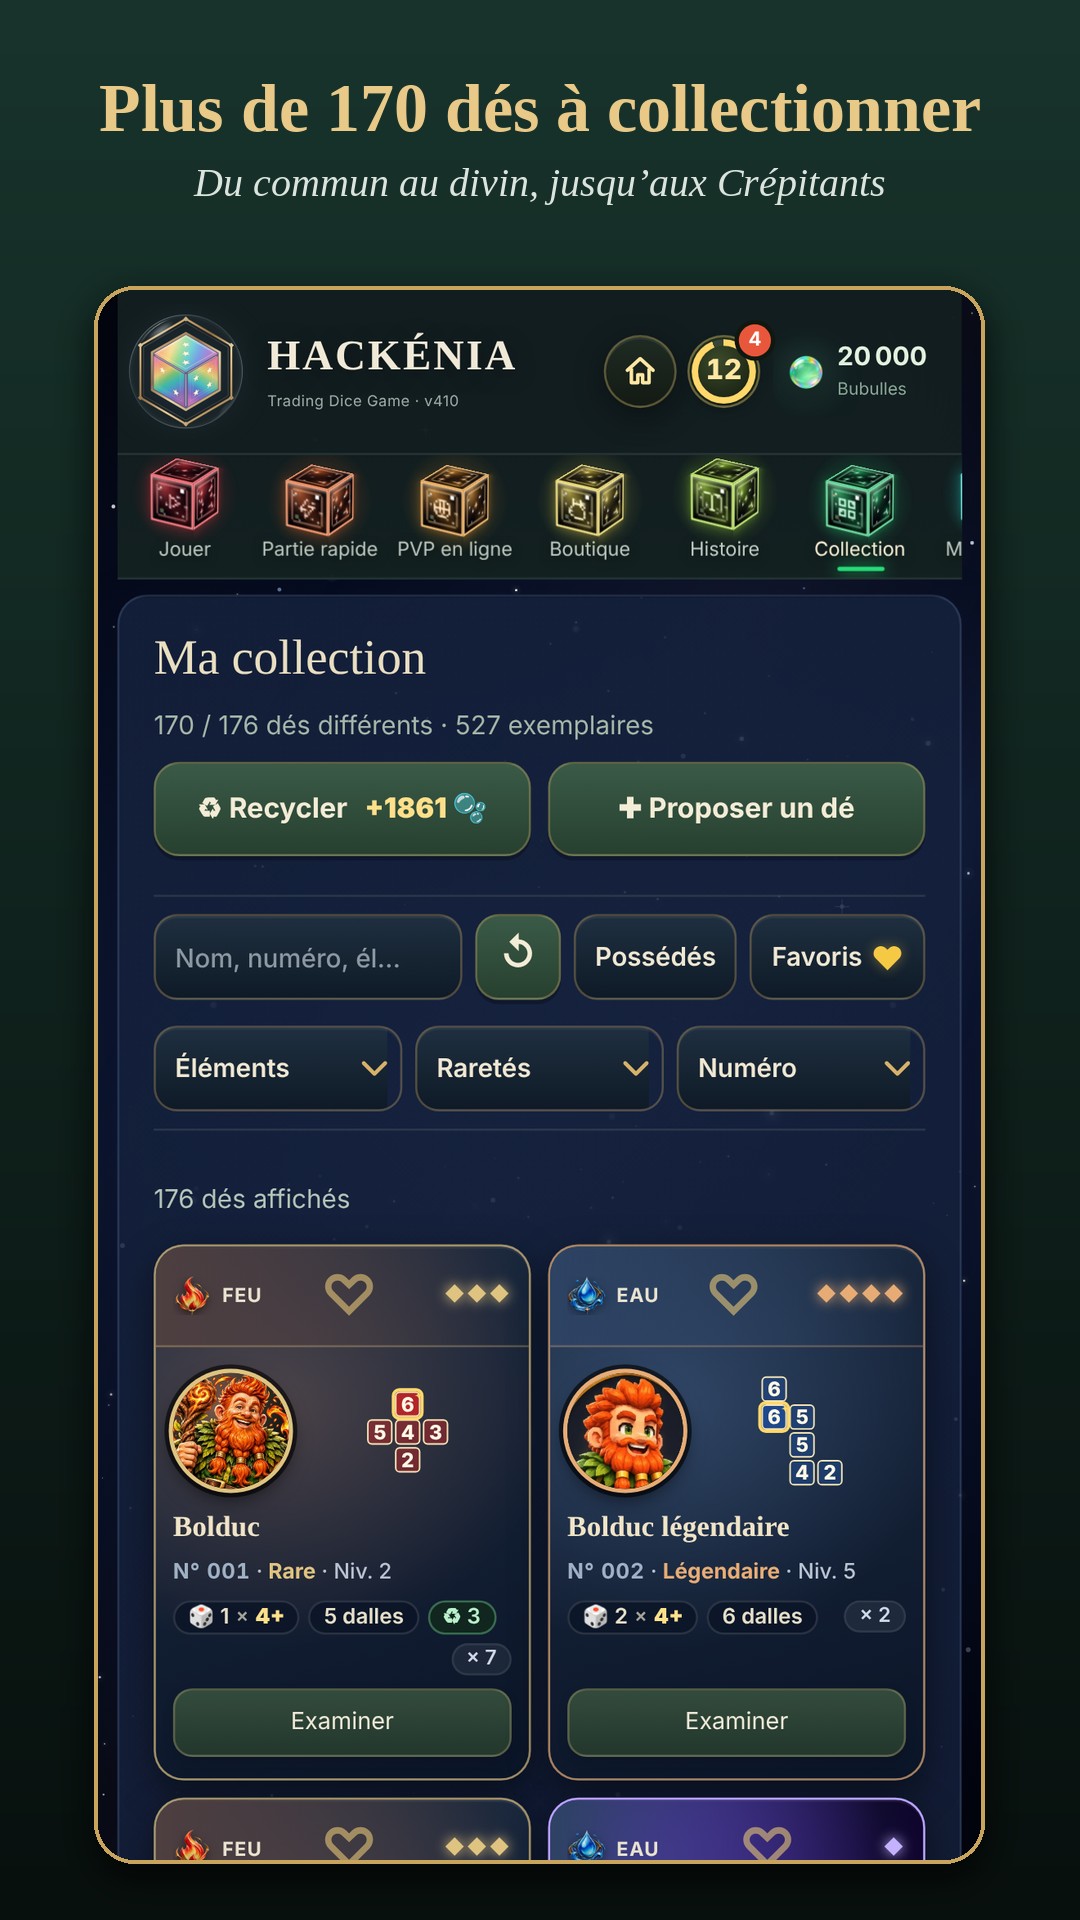 Plus de 170 dés à collectionner
Du commun au divin, jusqu’aux Crépitants
HACKÉNIA
Trading Dice Game · v410
12
4
20 000
Bubulles
Jouer
Partie rapide
PVP en ligne
Boutique
Histoire
Collection
M
Ma collection
170 / 176 dés différents · 527 exemplaires
♻ Recycler +1861
✚ Proposer un dé
Nom, numéro, él...
Possédés
Favoris
Éléments
Raretés
Numéro
176 dés affichés
FEU
6
5 4 3
2
Bolduc
N° 001 · Rare · Niv. 2
1 × 4+
5 dalles
♻ 3
× 7
Examiner
EAU
6
6 5
5
4 2
Bolduc légendaire
N° 002 · Légendaire · Niv. 5
2 × 4+
6 dalles
× 2
Examiner
FEU
EAU